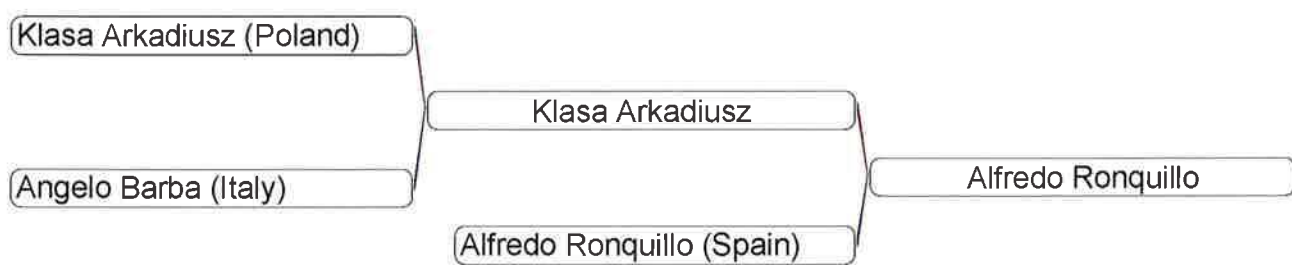 Klasa Arkadiusz (Poland)
Klasa Arkadiusz
Angelo Barba (Italy)
Alfredo Ronquillo
Alfredo Ronquillo (Spain)